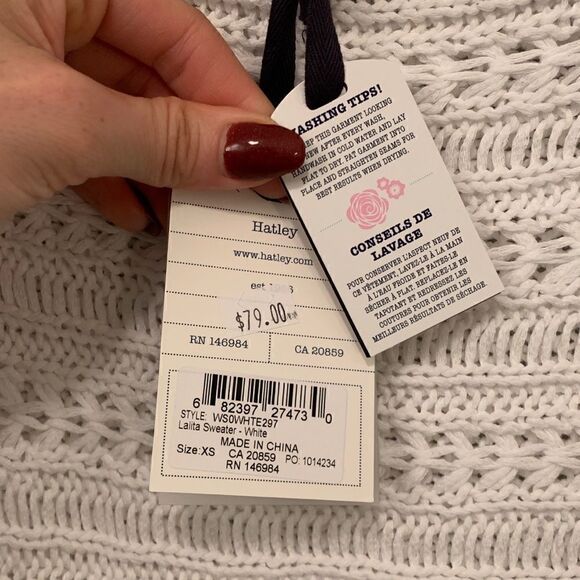 WASHING TIPS!
KEEP THIS GARMENT LOOKING
NEW AFTER EVERY WASH,
HANDWASH IN COLD WATER AND LAY
FLAT TO DRY. PAT GARMENT INTO
PLACE AND STRAIGHTEN SEAMS FOR
BEST RESULTS WHEN DRYING.
CONSEILS DE
LAVAGE
POUR CONSERVER L'ASPECT NEUF DE
CE VÊTEMENT, LAVEZ-LE À LA MAIN
À L'EAU FROIDE ET FAITES-LE
SÉCHER À PLAT. REPLACEZ-LE EN
TAPOTANT ET REDRESSEZ LES
COUTURES POUR OBTENIR LES
MEILLEURS RÉSULTATS DE SÉCHAGE.
Hatley
www.hatley.com
est
$79.00
RN 146984
CA 20859
6 82397 27473 0
STYLE: WS0WHTE297
Lalita Sweater - White
MADE IN CHINA
Size:XS CA 20859 PO: 1014234
RN 146984